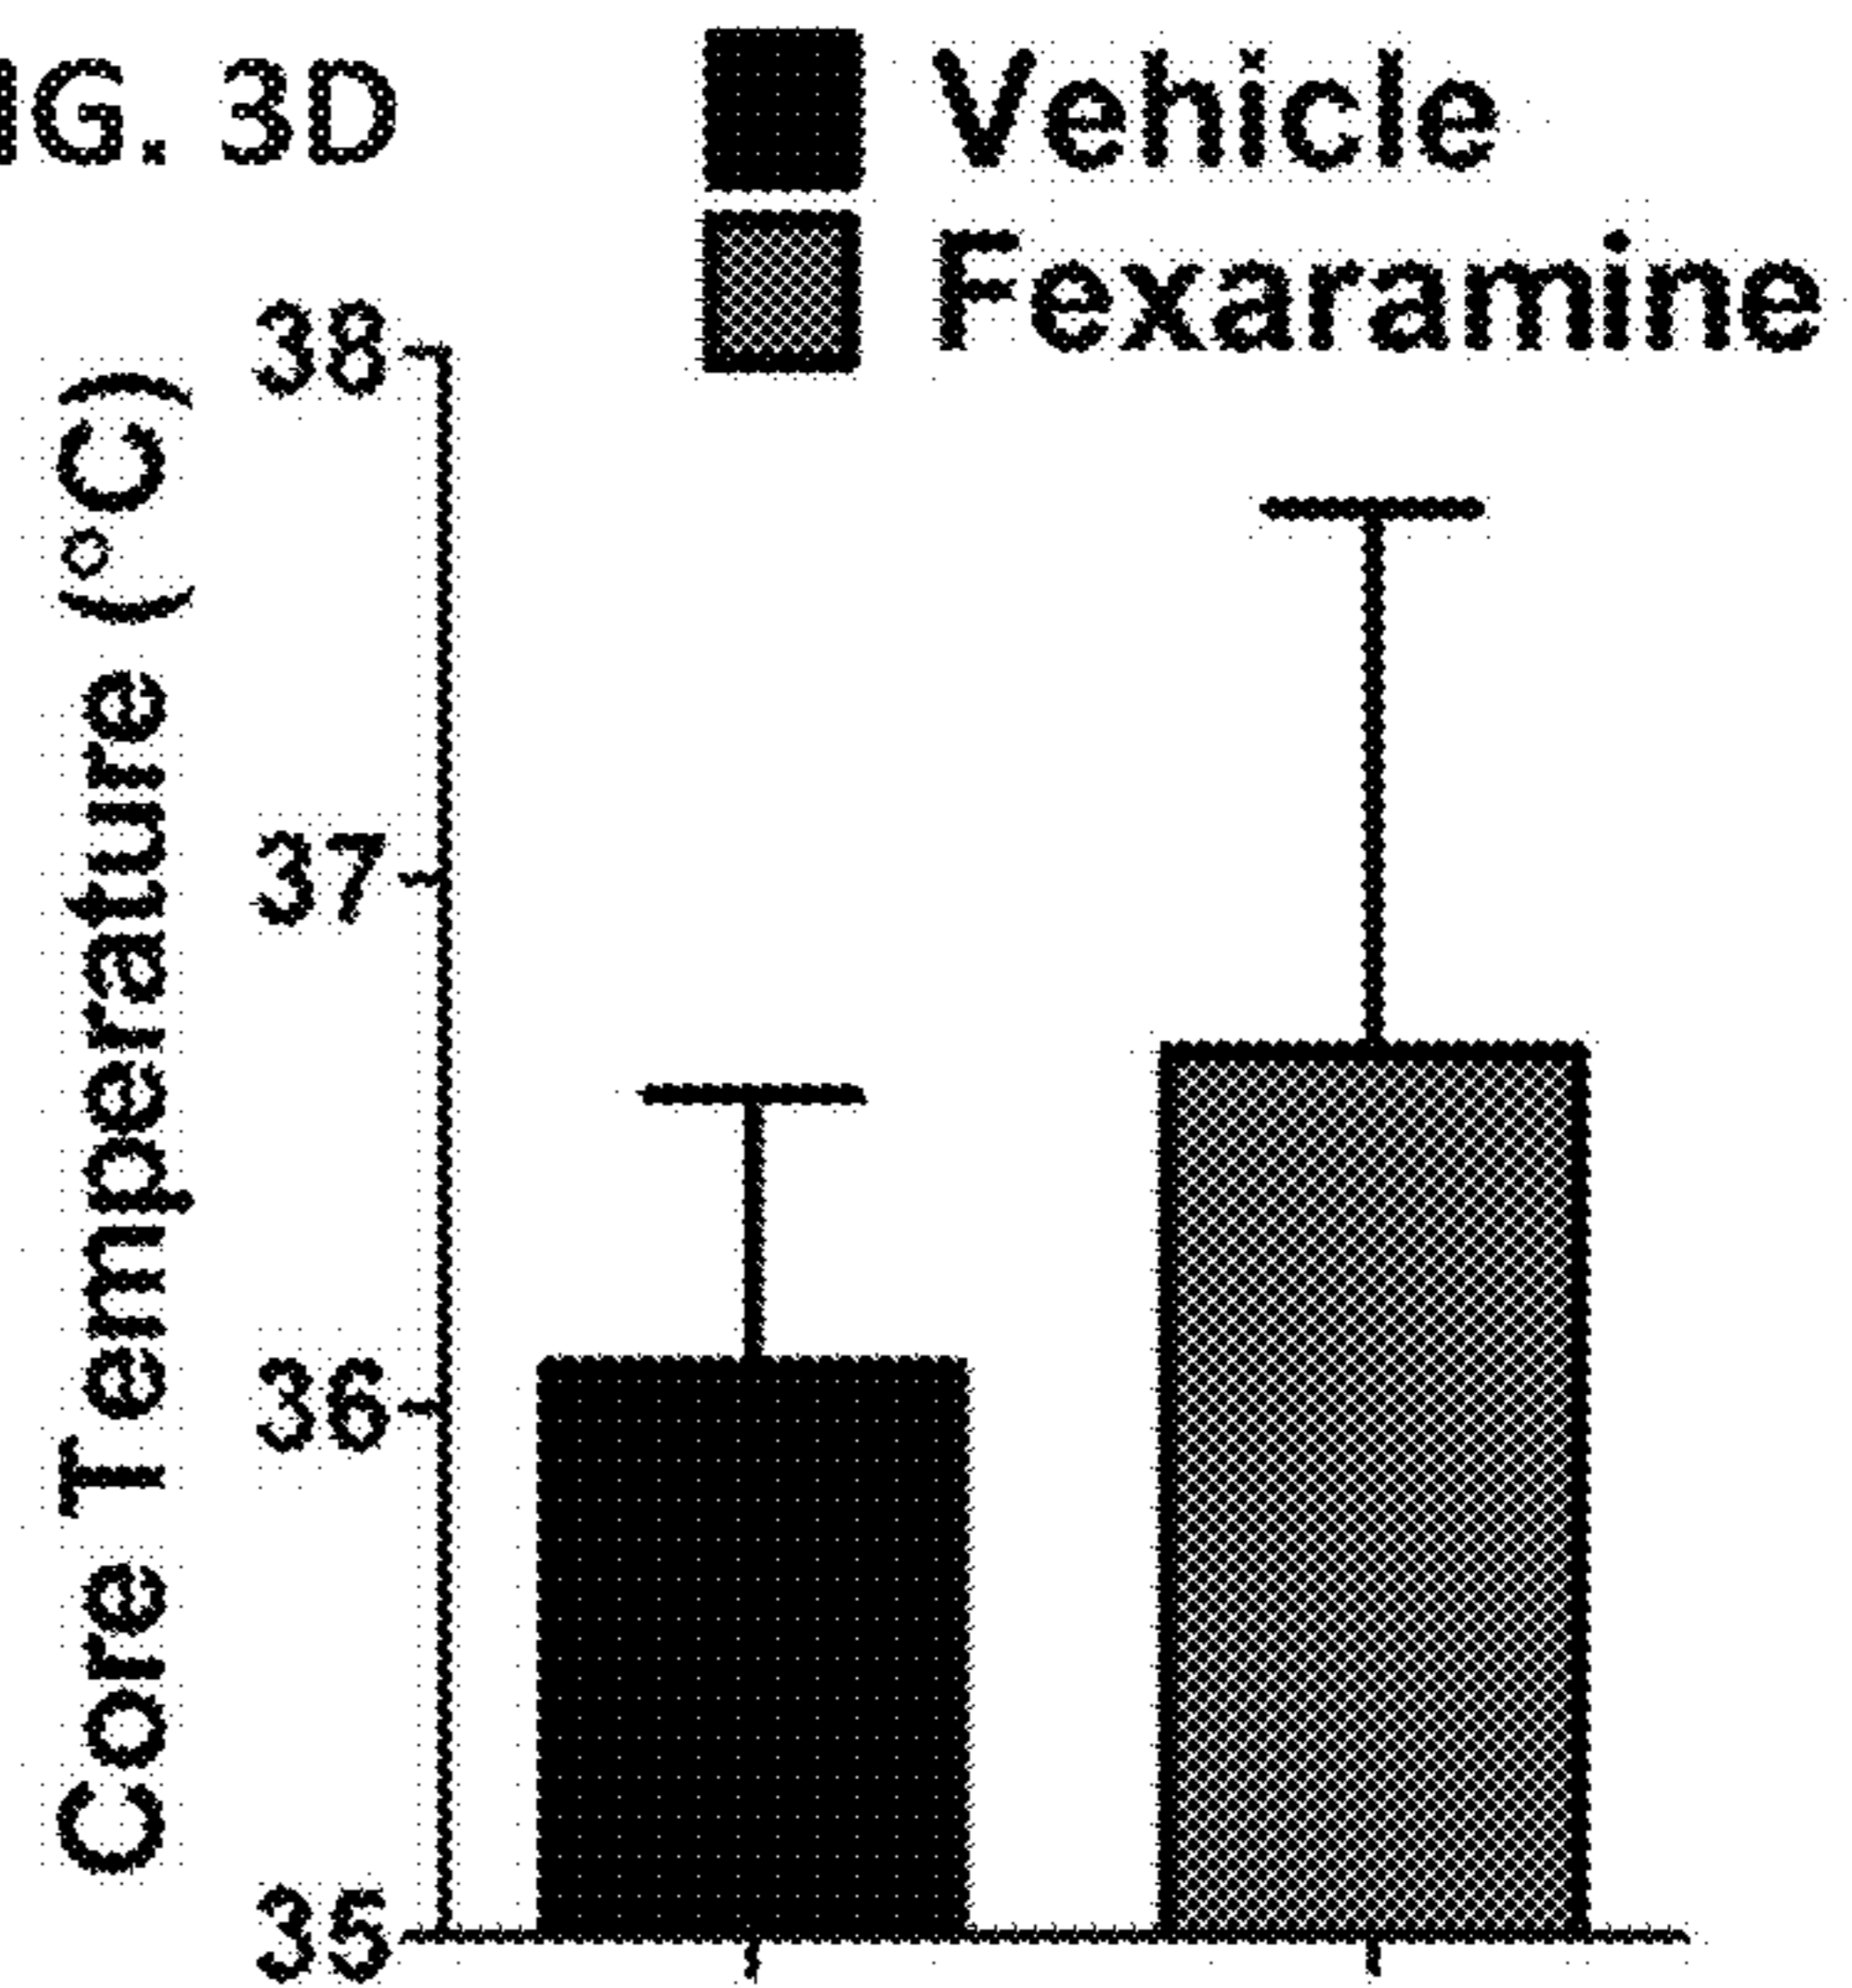 IG. 3D
Vehicle
Fexaramine
Core Temperature (°C)
38
37
36
35